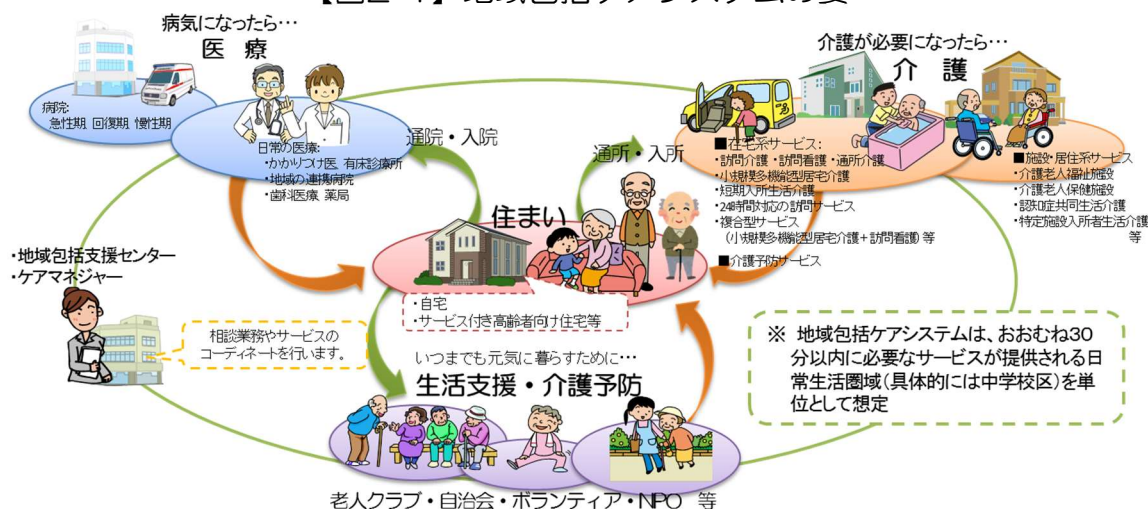 病気になったら…
医 療
病院:
急性期 回復期 慢性期
日常の医療:
・かかりつけ医 有床診療所
・地域の連携病院
・歯科医療 薬局
通院・入院
通所・入所
介護が必要になったら…
介 護
■在宅系サービス:
・訪問介護・訪問看護・通所介護
・小規模多機能型居宅介護
・短期入所生活介護
・24時間対応の訪問サービス
・複合型サービス
(小規模多機能型居宅介護+訪問看護)等
■介護予防サービス
■施設・居住系サービス
・介護老人福祉施設
・介護老人保健施設
・認知症共同生活介護
・特定施設入所者生活介護
等
住まい
・自宅
・サービス付き高齢者向け住宅等
・地域包括支援センター
・ケアマネジャー
相談業務やサービスの
コーディネートを行います。
いつまでも元気に暮らすために…
生活支援・介護予防
老人クラブ・自治会・ボランティア・NPO 等
※ 地域包括ケアシステムは、おおむね30
分以内に必要なサービスが提供される日
常生活圏域(具体的には中学校区)を単
位として想定